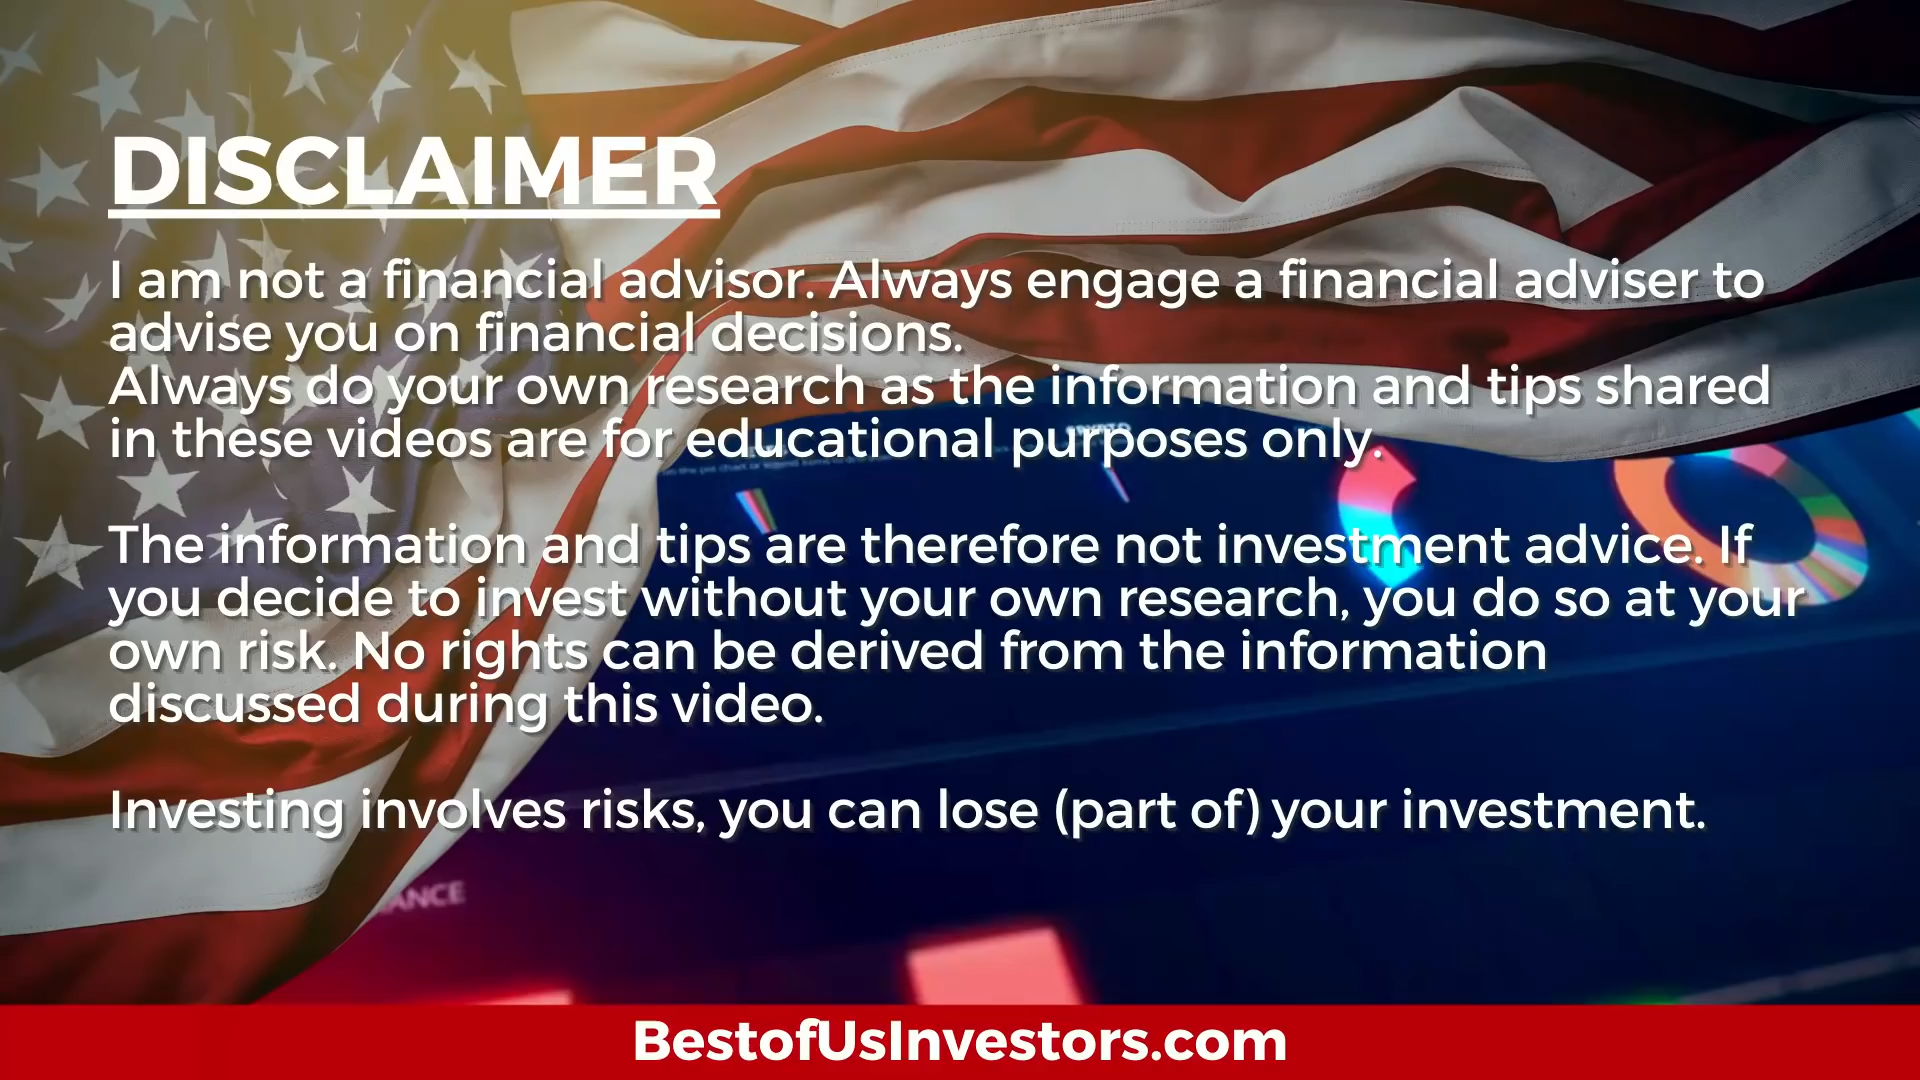 DISCLAIMER
I am not a financial advisor. Always engage a financial adviser to
advise you on financial decisions.
Always do your own research as the information and tips shared
in these videos are for educational purposes only.
The information and tips are therefore not investment advice. If
you decide to invest without your own research, you do so at your
own risk. No rights can be derived from the information
discussed during this video.
Investing involves risks, you can lose (part of) your investment.
BestofUsInvestors.com